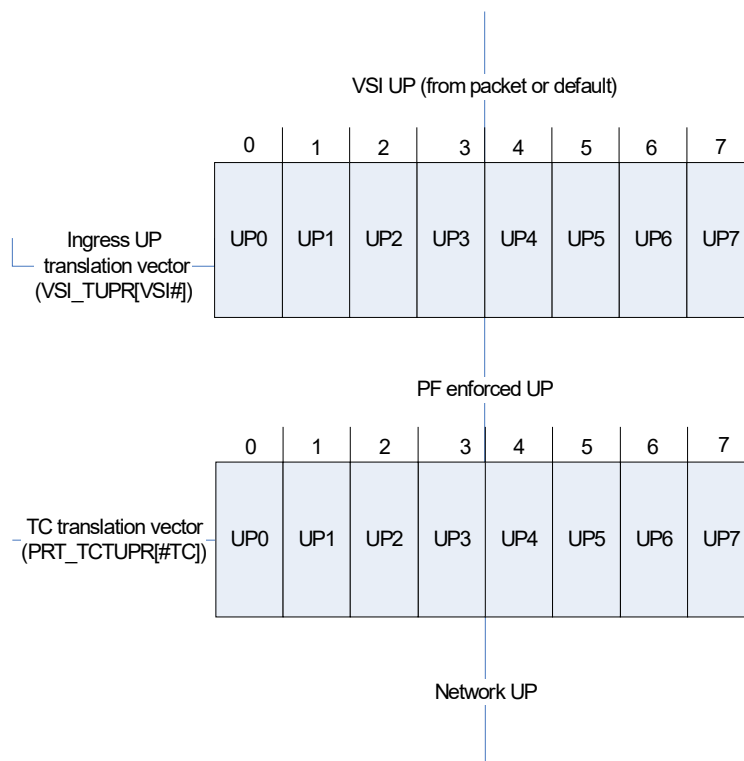 VSI UP (from packet or default)
0 1 2 3 4 5 6 7
Ingress UP
translation vector
(VSI_TUPR[VSI#])
UP0 UP1 UP2 UP3 UP4 UP5 UP6 UP7
PF enforced UP
0 1 2 3 4 5 6 7
TC translation vector
(PRT_TCTUPR[#TC])
UP0 UP1 UP2 UP3 UP4 UP5 UP6 UP7
Network UP